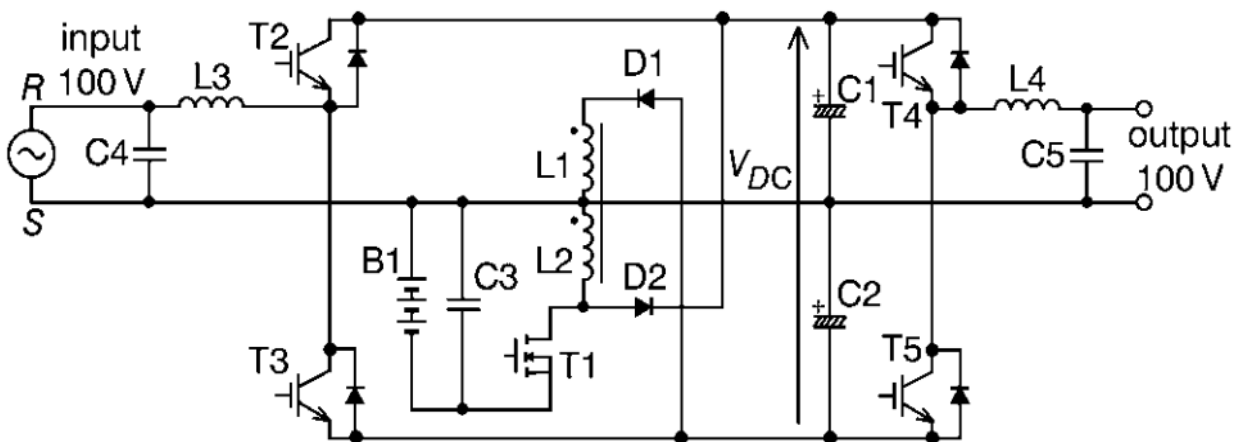 input
100 V
R
S
C4
L3
T2
T3
B1
C3
L1
L2
T1
D1
D2
VDC
+
C1
+
C2
T4
T5
L4
C5
output
100 V